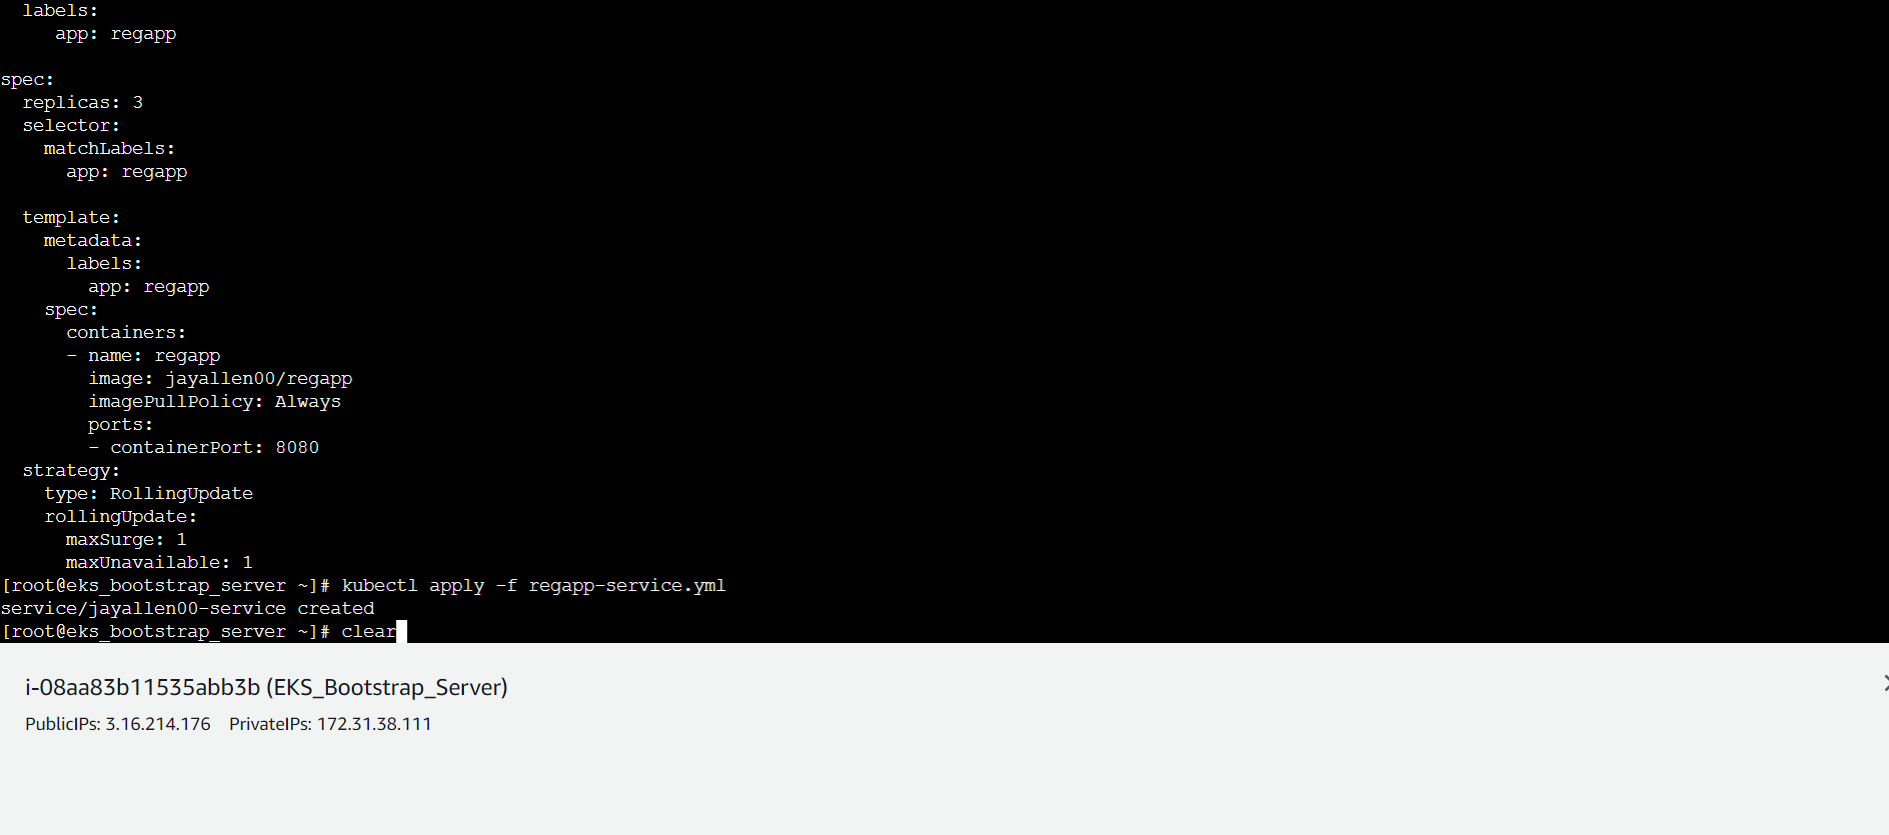 labels:
app: regapp
spec:
replicas: 3
selector:
matchLabels:
app: regapp
template:
metadata:
labels:
app: regapp
spec:
containers:
- name: regapp
image: jayallen00/regapp
imagePullPolicy: Always
ports:
- containerPort: 8080
strategy:
type: RollingUpdate
rollingUpdate:
maxSurge: 1
maxUnavailable: 1
[root@eks_bootstrap_server ~]# kubectl apply -f regapp-service.yml
service/jayallen00-service created
[root@eks_bootstrap_server ~]# clear
i-08aa83b11535abb3b (EKS_Bootstrap_Server)
PublicIPs: 3.16.214.176 PrivateIPs: 172.31.38.111